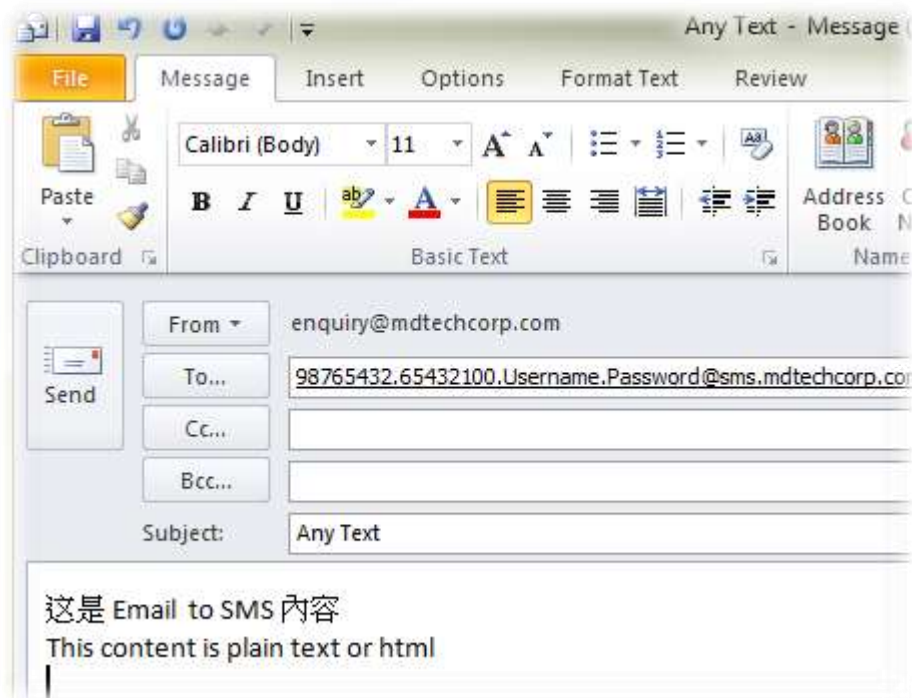 Any Text - Message
File Message Insert Options Format Text Review
Calibri (Body) 11
Paste
B I U
Address
Book
Clipboard Basic Text Name
From
enquiry@mdtechcorp.com
Send
To...
98765432.65432100.Username.Password@sms.mdtechcorp.co
Cc...
Bcc...
Subject: Any Text
这是 Email to SMS 內容
This content is plain text or html